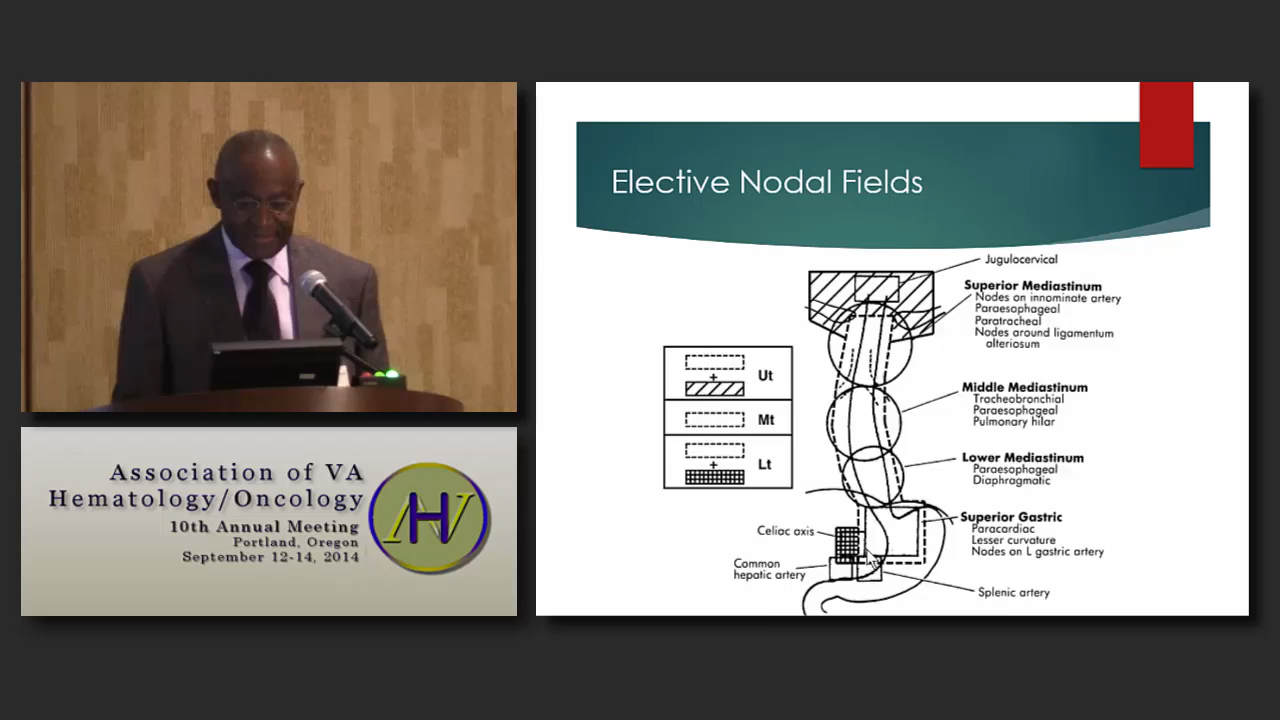 Association of VA
Hematology/Oncology
10th Annual Meeting
Portland, Oregon
September 12-14, 2014
Elective Nodal Fields
Jugulocervical
Superior Mediastinum
Nodes on innominate artery
Paraesophageal
Paratracheal
Nodes around ligamentum
alteriosum
Middle Mediastinum
Tracheobronchial
Paraesophageal
Pulmonary hilar
Lower Mediastinum
Paraesophageal
Diaphragmatic
Superior Gastric
Paracardiac
Lesser curvature
Nodes on L gastric artery
Splenic artery
Celiac axis
Common
hepatic artery
+ Ut
Mt
+ Lt